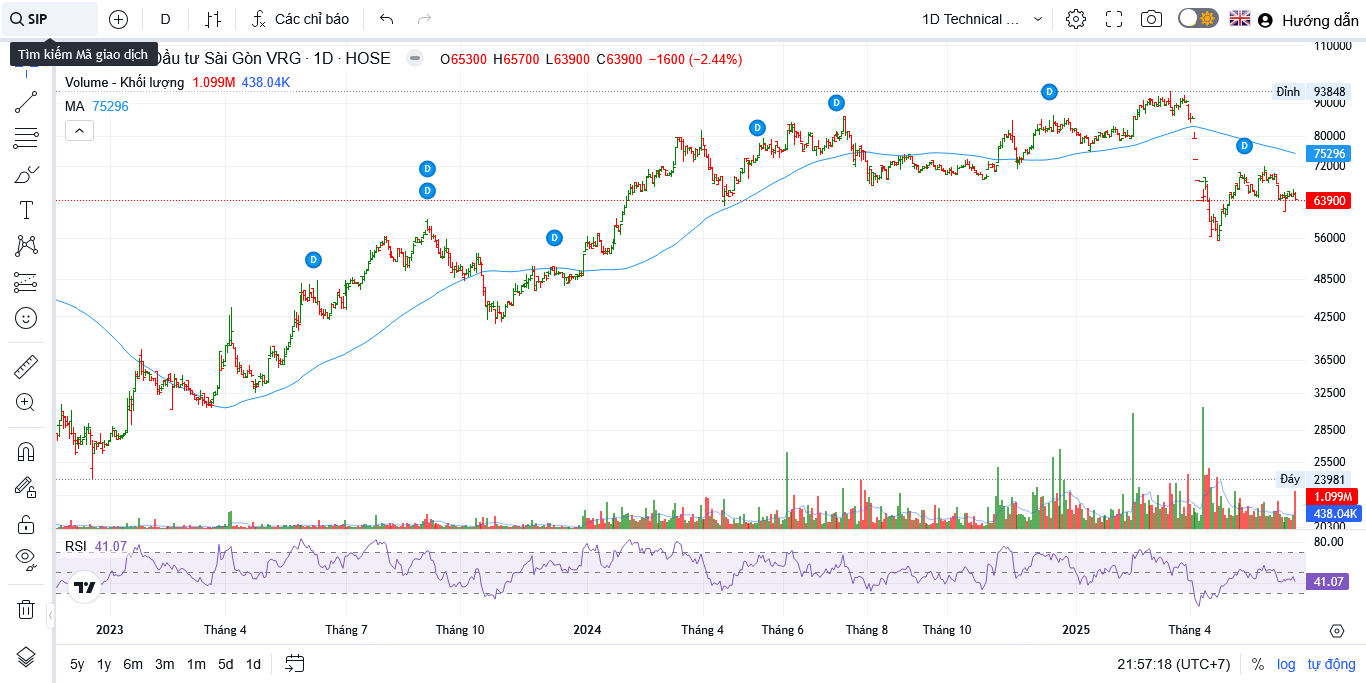 SIP
D
Các chỉ báo
1D Technical ...
Hướng dẫn
Tìm kiếm Mã giao dịch
Đầu tư Sài Gòn VRG · 1D · HOSE
O65300 H65700 L63900 C63900 −1600 (−2.44%)
Volume - Khối lượng 1.099M 438.04K
MA 75296
110000
Đỉnh 93848
90000
80000
75296
72000
63900
56000
48500
42500
36500
32500
28500
25500
Đáy 23981
1.099M
438.04K
20300
D
D
D
D
D
D
D
D
RSI 41.07
80.00
41.07
2023 Tháng 4 Tháng 7 Tháng 10 2024 Tháng 4 Tháng 6 Tháng 8 Tháng 10 2025 Tháng 4
5y 1y 6m 3m 1m 5d 1d
21:57:18 (UTC+7) % log tự động